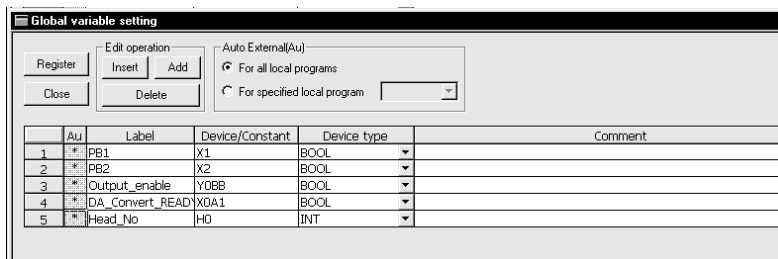 Global variable setting
Edit operation
Auto External(Au)
Register
Insert
Add
For all local programs
Close
Delete
For specified local program
Au Label Device/Constant Device type Comment
1 * PB1 X1 BOOL
2 * PB2 X2 BOOL
3 * Output_enable Y0BB BOOL
4 * DA_Convert_READY X0A1 BOOL
5 * Head_No H0 INT